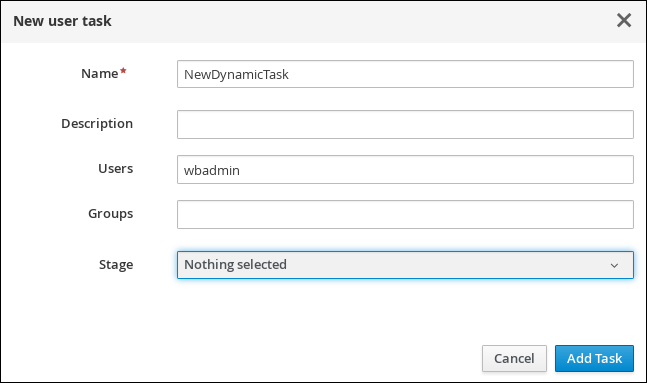 New user task
Name*
NewDynamicTask
Description
Users
wbadmin
Groups
Stage
Nothing selected
Cancel
Add Task